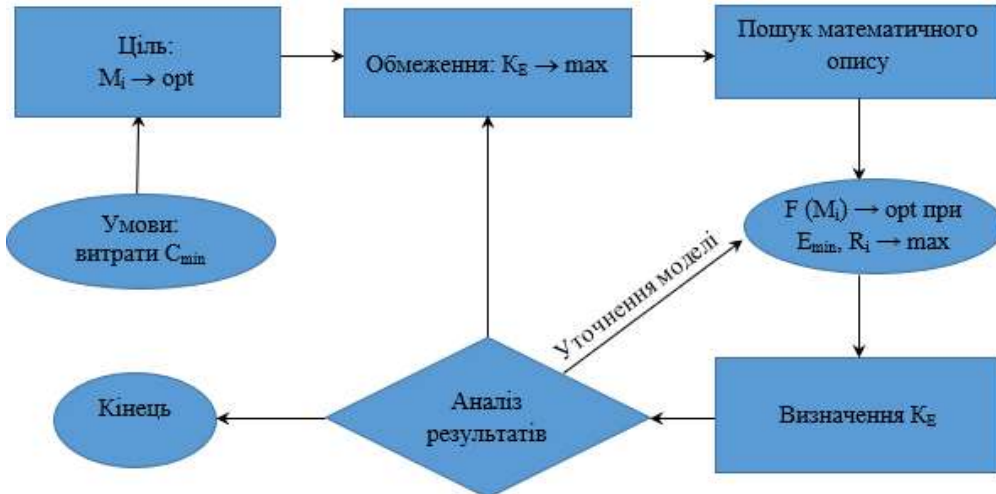 Ціль:
Mᵢ → opt
Обмеження: K_E → max
Пошук математичного
опису
Умови:
витрати C_min
F (Mᵢ) → opt при
E_min, Rᵢ → max
Уточнення моделі
Кінець
Аналіз
результатів
Визначення K_E